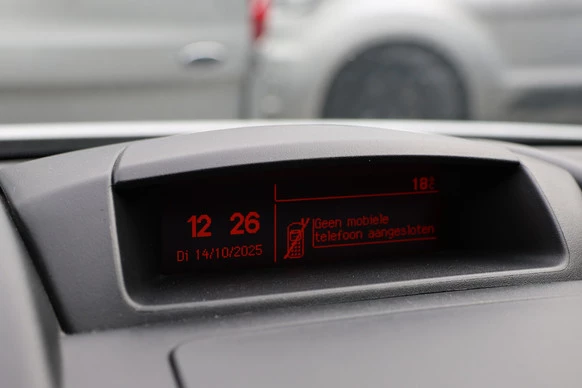 12 26
Di 14/10/2025
18°C
Geen mobiele
telefoon aangesloten